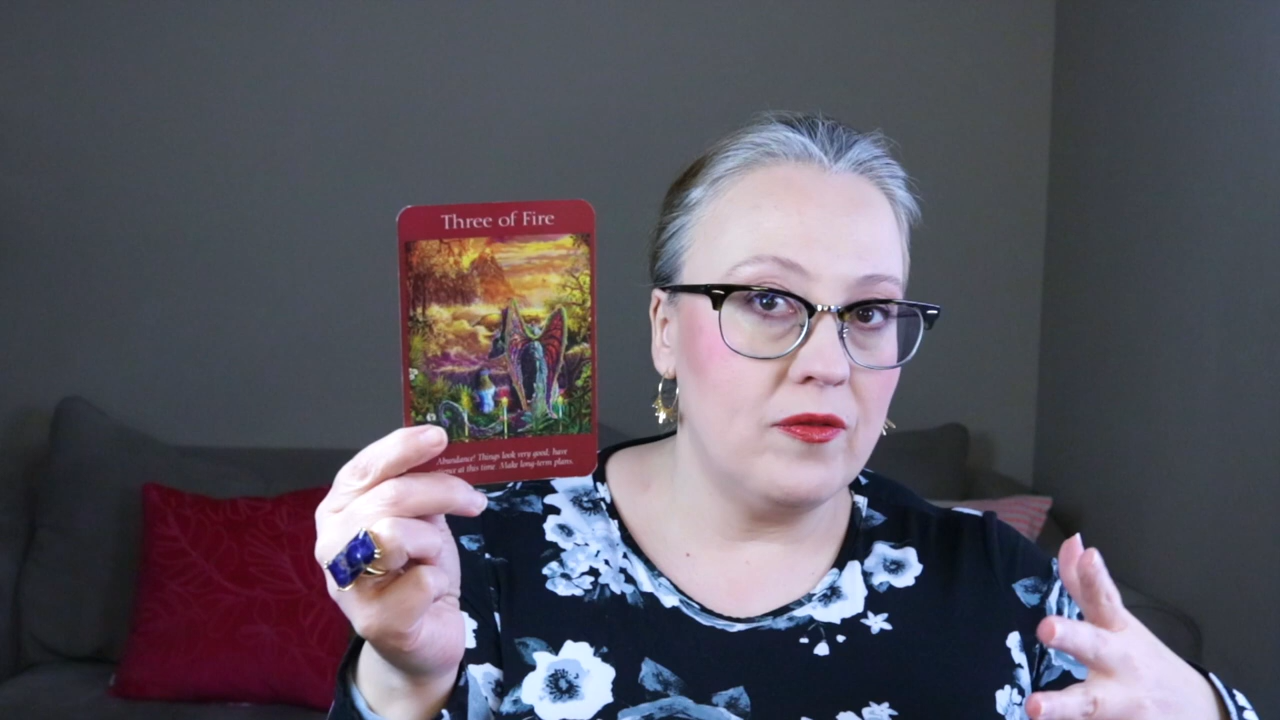 Three of Fire
Abundance! Things look very good, have
at this time Make long-term plans.